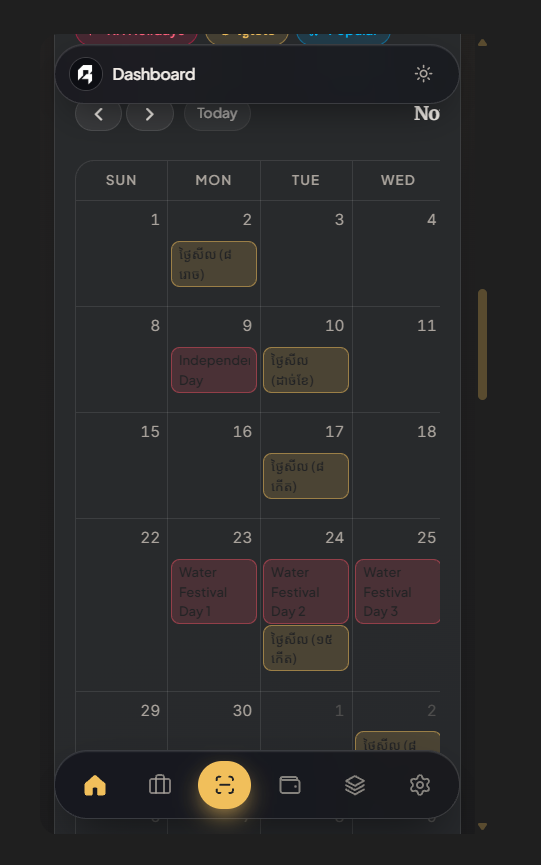 Dashboard
Today
No
SUN MON TUE WED
1 2 3 4
ថ្ងៃសីល (៨
រោច)
8 9 10 11
Independen
Day
ថ្ងៃសីល
(ដាច់ខែ)
15 16 17 18
ថ្ងៃសីល (៨
កើត)
22 23 24 25
Water
Festival
Day 1
Water
Festival
Day 2
Water
Festival
Day 3
ថ្ងៃសីល (១៥
កើត)
29 30 1 2
ថ្ងៃសីល (៨